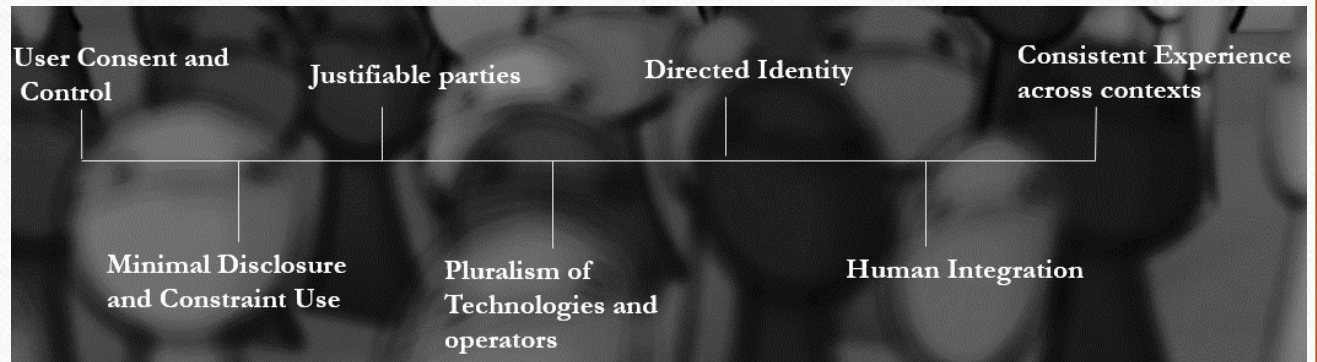 User Consent and
Control
Minimal Disclosure
and Constraint Use
Justifiable parties
Pluralism of
Technologies and
operators
Directed Identity
Human Integration
Consistent Experience
across contexts